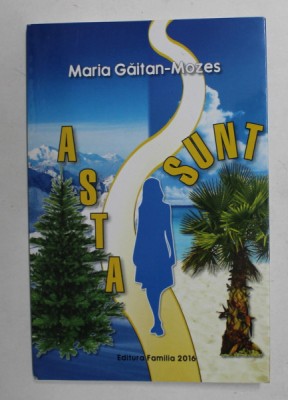 Maria Găitan-Mozes
ASTA
SUNT
Editura Familia 2016